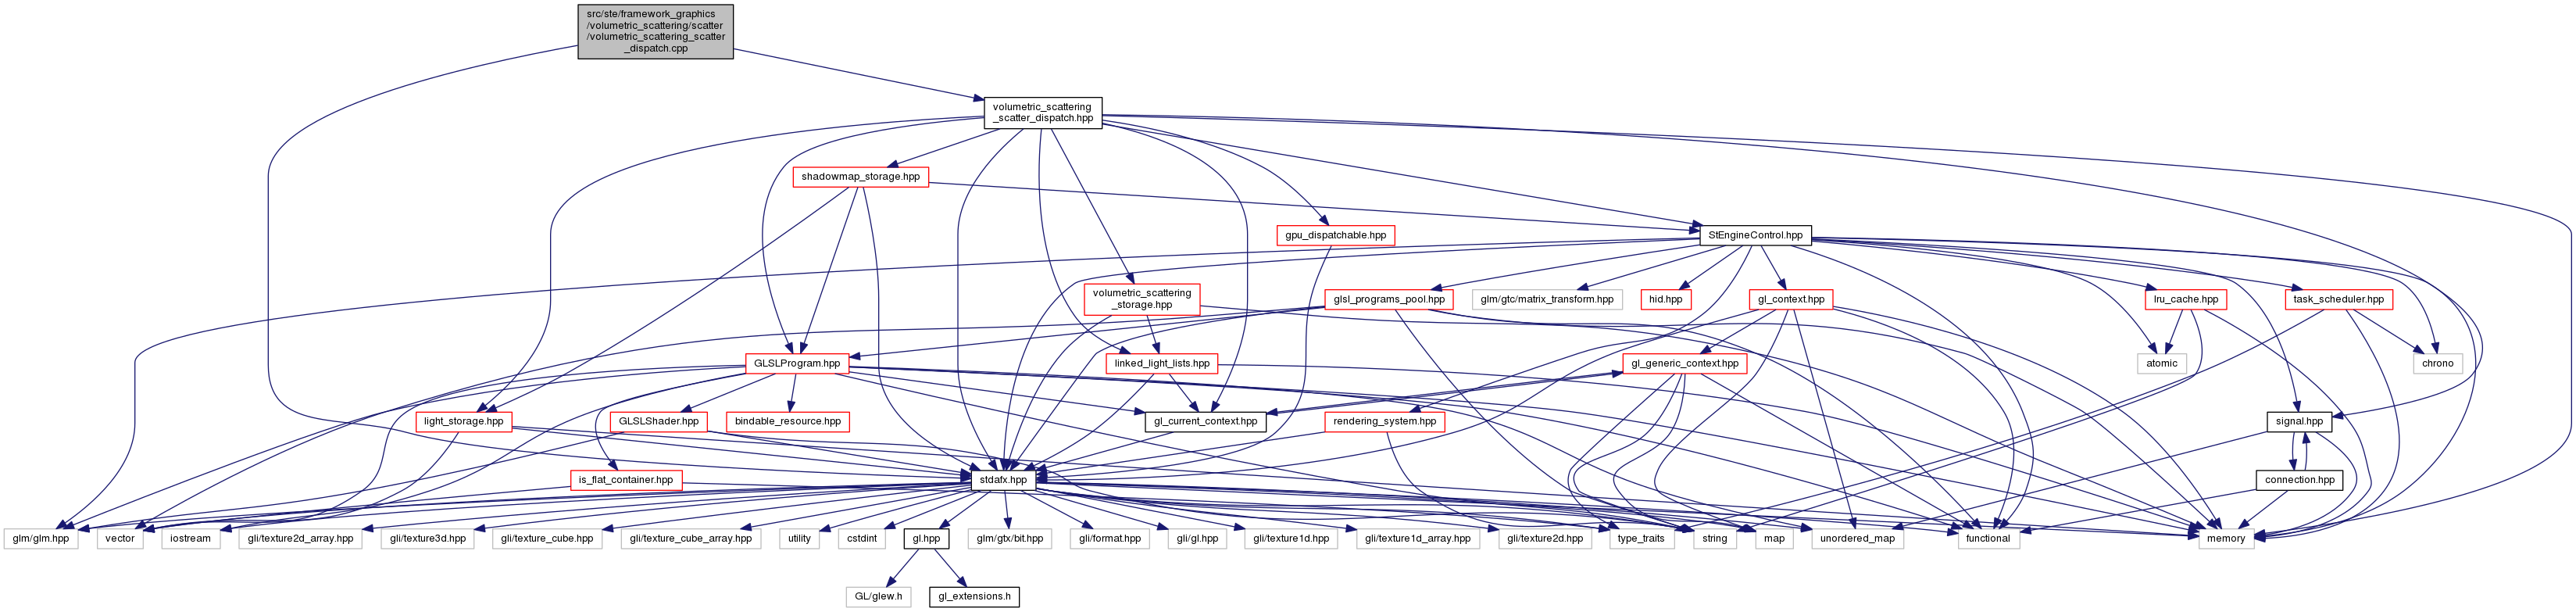 src/ste/framework_graphics
/volumetric_scattering/scatter
/volumetric_scattering_scatter
_dispatch.cpp
volumetric_scattering
_scatter_dispatch.hpp
shadowmap_storage.hpp
gpu_dispatchable.hpp
StEngineControl.hpp
volumetric_scattering
_storage.hpp
glsl_programs_pool.hpp
glm/gtc/matrix_transform.hpp
hid.hpp
gl_context.hpp
lru_cache.hpp
task_scheduler.hpp
GLSLProgram.hpp
linked_light_lists.hpp
gl_generic_context.hpp
atomic
chrono
light_storage.hpp
GLSLShader.hpp
bindable_resource.hpp
gl_current_context.hpp
rendering_system.hpp
signal.hpp
is_flat_container.hpp
stdafx.hpp
connection.hpp
glm/glm.hpp
vector
iostream
gli/texture2d_array.hpp
gli/texture3d.hpp
gli/texture_cube.hpp
gli/texture_cube_array.hpp
utility
cstdint
gl.hpp
glm/gtx/bit.hpp
gli/format.hpp
gli/gl.hpp
gli/texture1d.hpp
gli/texture1d_array.hpp
gli/texture2d.hpp
type_traits
string
map
unordered_map
functional
memory
GL/glew.h
gl_extensions.h